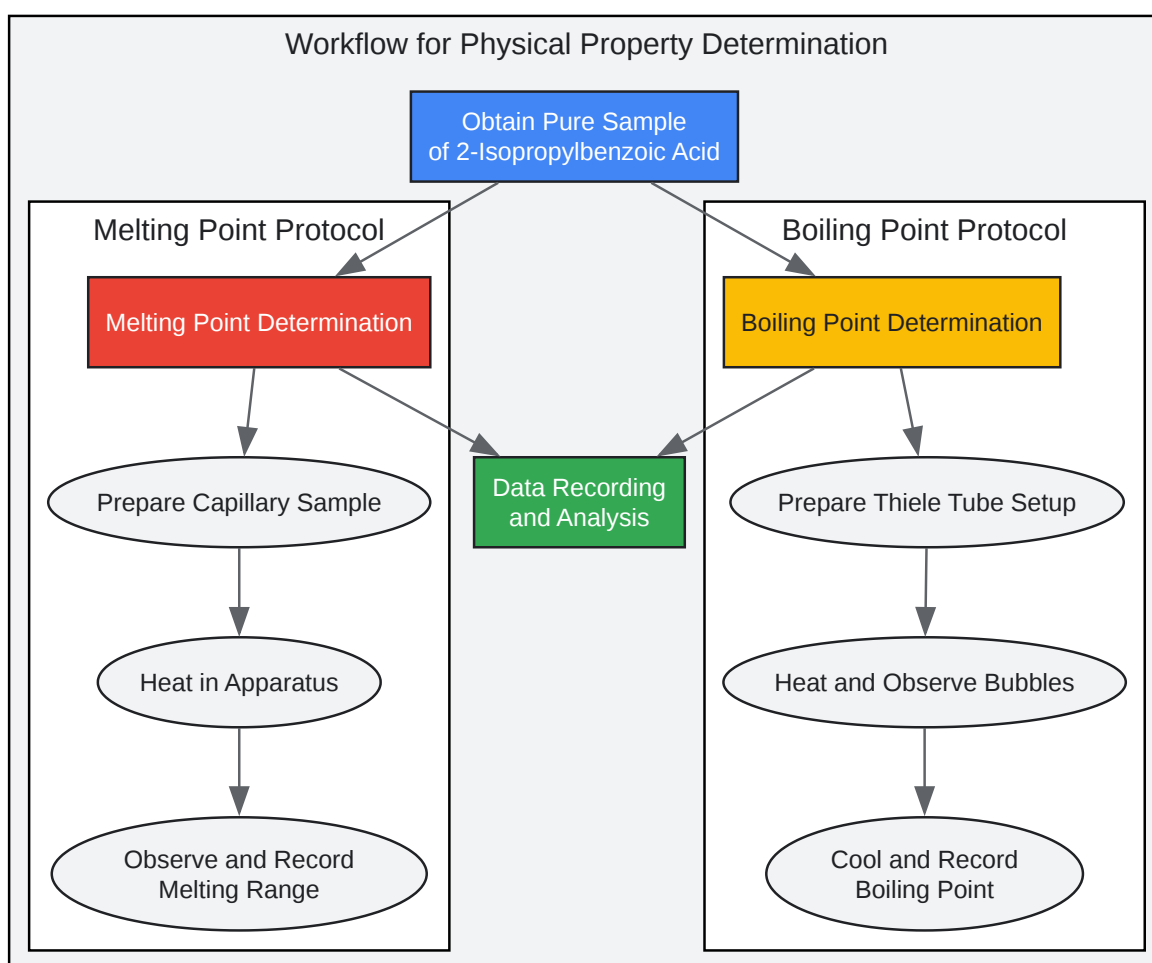 Workflow for Physical Property Determination
Obtain Pure Sample
of 2-Isopropylbenzoic Acid
Melting Point Protocol
Melting Point Determination
Prepare Capillary Sample
Heat in Apparatus
Observe and Record
Melting Range
Data Recording
and Analysis
Boiling Point Protocol
Boiling Point Determination
Prepare Thiele Tube Setup
Heat and Observe Bubbles
Cool and Record
Boiling Point